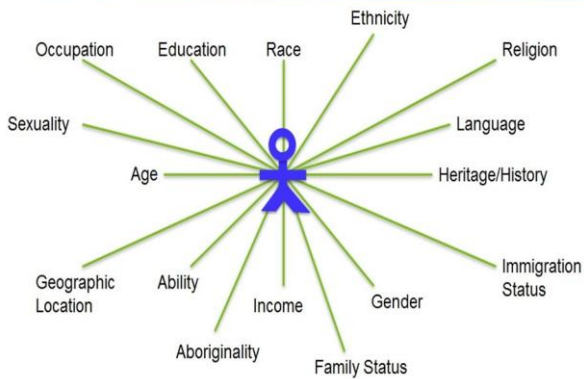 Ethnicity
Occupation
Education
Race
Religion
Sexuality
Language
Age
Heritage/History
Geographic
Location
Ability
Income
Gender
Immigration
Status
Aboriginality
Family Status